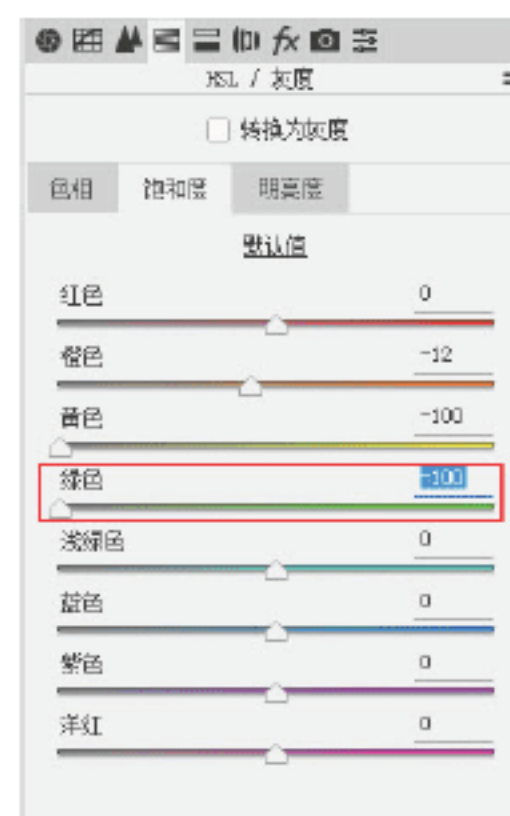 fx
HSL / 灰度
转换为灰度
色相 饱和度 明亮度
默认值
红色 0
橙色 -12
黄色 -100
绿色 -100
浅绿色 0
蓝色 0
紫色 0
洋红 0